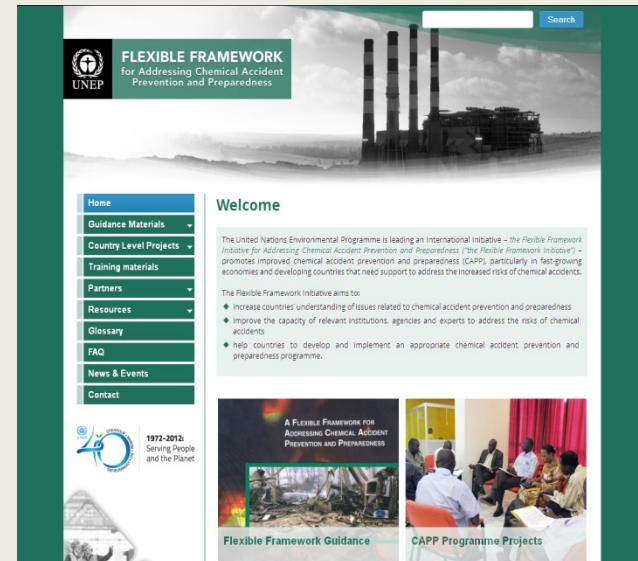 Search
UNEP
FLEXIBLE FRAMEWORK
for Addressing Chemical Accident
Prevention and Preparedness
Home
Guidance Materials
Country Level Projects
Training materials
Partners
Resources
Glossary
FAQ
News & Events
Contact
1972-2012:
Serving People
and the Planet
Welcome
The United Nations Environmental Programme is leading an International Initiative – the Flexible Framework
Initiative for Addressing Chemical Accident Prevention and Preparedness ("the Flexible Framework Initiative") –
promotes improved chemical accident prevention and preparedness (CAPP), particularly in fast-growing
economies and developing countries that need support to address the increased risks of chemical accidents.
The Flexible Framework Initiative aims to:
increase countries' understanding of issues related to chemical accident prevention and preparedness
improve the capacity of relevant institutions. agencies and experts to address the risks of chemical
accidents
help countries to develop and implement an appropriate chemical accident prevention and
preparedness programme.
A FLEXIBLE FRAMEWORK FOR
ADDRESSING CHEMICAL ACCIDENT
PREVENTION AND PREPAREDNESS
Flexible Framework Guidance
CAPP Programme Projects